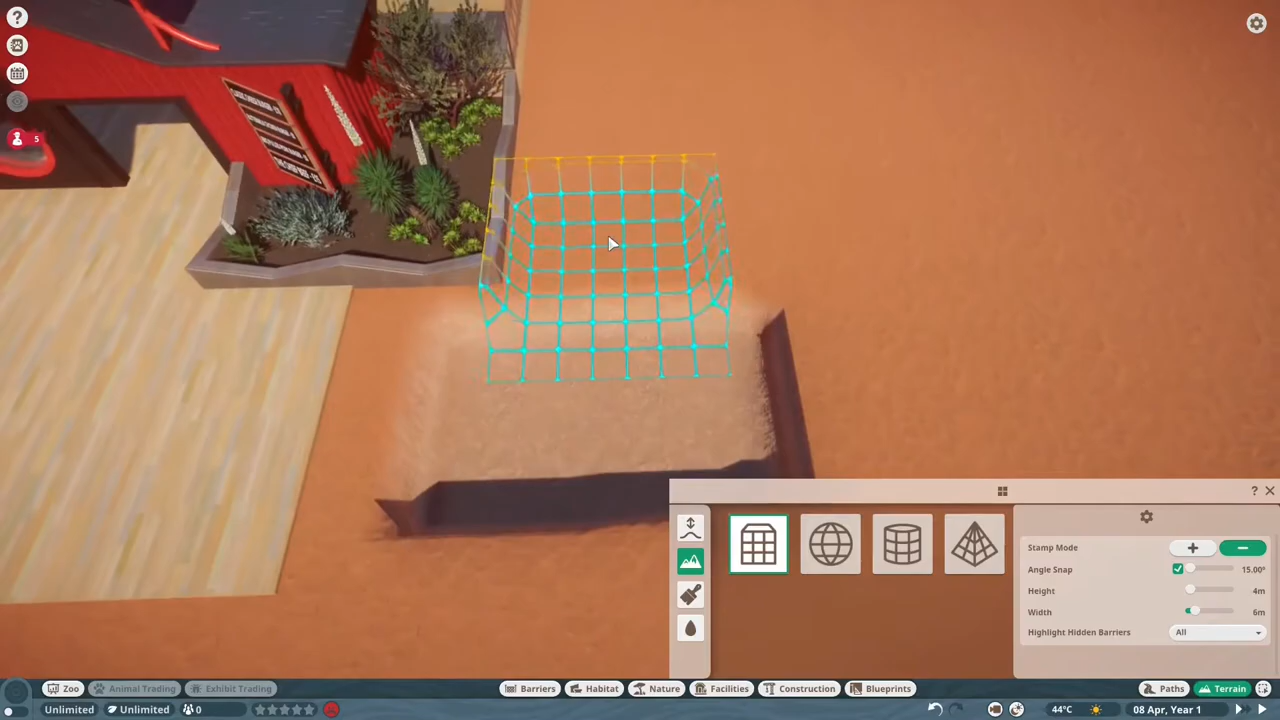 5
? ✕
Stamp Mode + −
Angle Snap 15.00°
Height 4m
Width 6m
Highlight Hidden Barriers All
Zoo Animal Trading Exhibit Trading Barriers Habitat Nature Facilities Construction Blueprints Paths Terrain
Unlimited Unlimited 0 44°C 08 Apr, Year 1